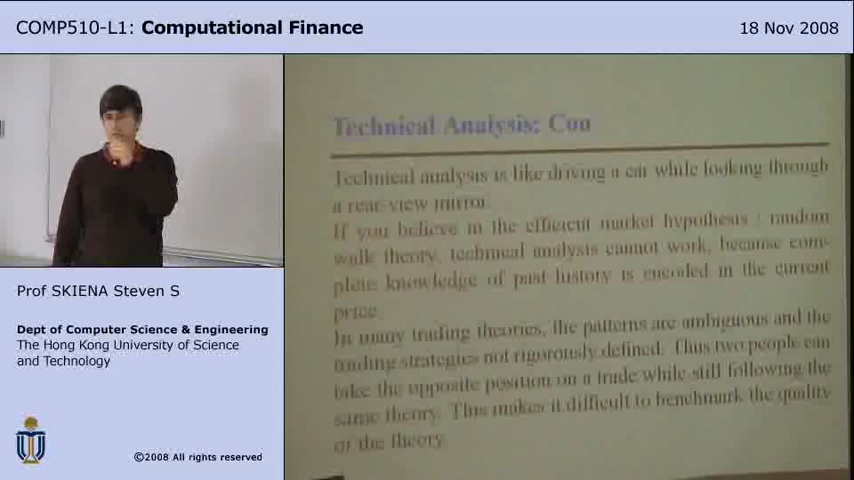 COMP510-L1: Computational Finance
18 Nov 2008
Technical Analysis: Con
Technical analysis is like driving a car while looking through
a rear-view mirror.
If you believe in the efficient market hypothesis / random
walk theory, technical analysis cannot work, because com-
plete knowledge of past history is encoded in the current
price.
In many trading theories, the patterns are ambiguous and the
trading strategies not rigorously defined. Thus two people can
take the opposite position on a trade while still following the
same theory. This makes it difficult to benchmark the quality
of the theory.
Prof SKIENA Steven S
Dept of Computer Science & Engineering
The Hong Kong University of Science
and Technology
©2008 All rights reserved